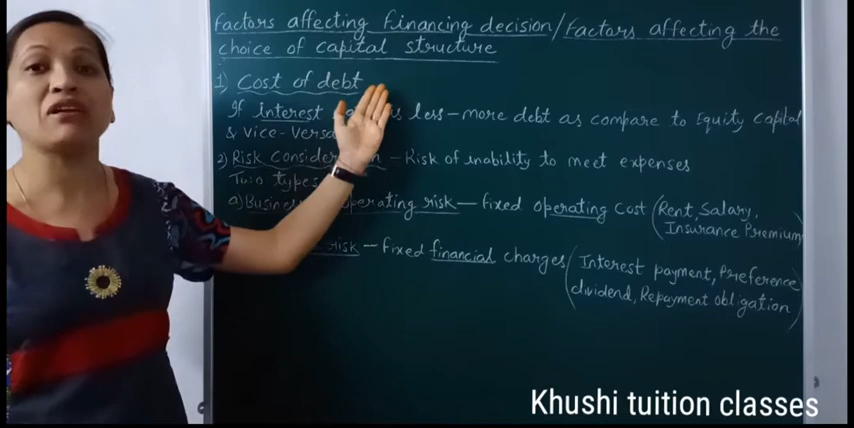 Factors affecting Financing decision/Factors affecting the
choice of capital structure
1) Cost of debt
If interest is less - more debt as compare to Equity Capital
& vice-versa
2) Risk Consider - Risk of inability to meet expenses
Two types
a) Busine perating risk - fixed operating cost (Rent, Salary,
Insurance Premium
risk - fixed financial charges (Interest payment, Preference
dividend, Repayment obligation)
Khushi tuition classes